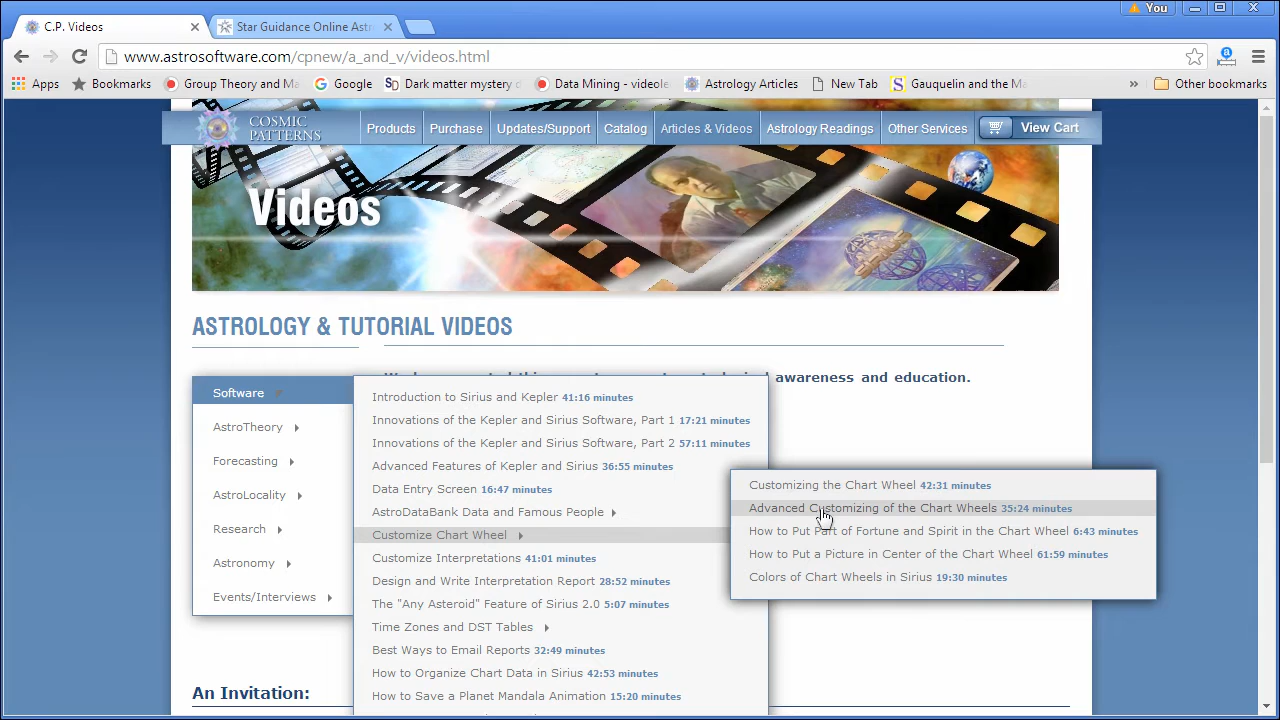 C.P. Videos
Star Guidance Online Astr
You
www.astrosoftware.com/cpnew/a_and_v/videos.html
Apps
Bookmarks
Group Theory and Ma
Google
Dark matter mystery d
Data Mining - videole
Astrology Articles
New Tab
Gauquelin and the Ma
Other bookmarks
COSMIC
PATTERNS
Products
Purchase
Updates/Support
Catalog
Articles & Videos
Astrology Readings
Other Services
View Cart
Videos
ASTROLOGY & TUTORIAL VIDEOS
awareness and education.
Software
AstroTheory
Forecasting
AstroLocality
Research
Astronomy
Events/Interviews
Introduction to Sirius and Kepler 41:16 minutes
Innovations of the Kepler and Sirius Software, Part 1 17:21 minutes
Innovations of the Kepler and Sirius Software, Part 2 57:11 minutes
Advanced Features of Kepler and Sirius 36:55 minutes
Data Entry Screen 16:47 minutes
AstroDataBank Data and Famous People
Customize Chart Wheel
Customize Interpretations 41:01 minutes
Design and Write Interpretation Report 28:52 minutes
The "Any Asteroid" Feature of Sirius 2.0 5:07 minutes
Time Zones and DST Tables
Best Ways to Email Reports 32:49 minutes
How to Organize Chart Data in Sirius 42:53 minutes
How to Save a Planet Mandala Animation 15:20 minutes
Customizing the Chart Wheel 42:31 minutes
Advanced Customizing of the Chart Wheels 35:24 minutes
How to Put Part of Fortune and Spirit in the Chart Wheel 6:43 minutes
How to Put a Picture in Center of the Chart Wheel 61:59 minutes
Colors of Chart Wheels in Sirius 19:30 minutes
An Invitation: